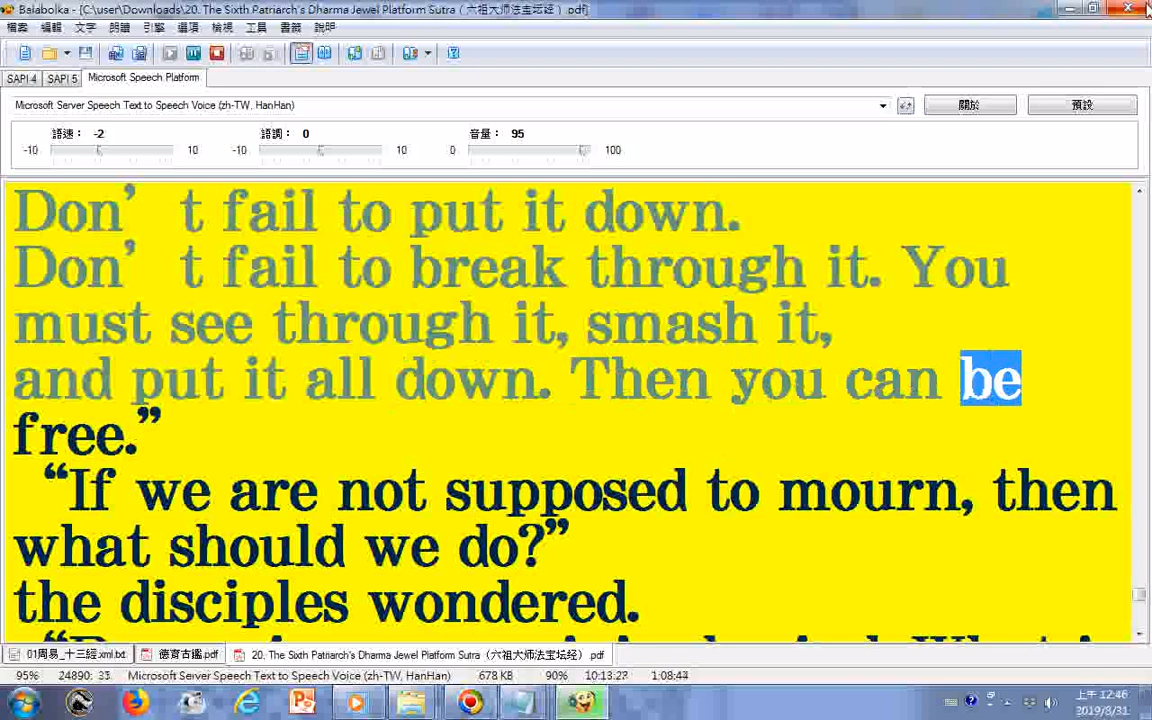 Balabolka - [C:\user\Downloads\20. The Sixth Patriarch's Dharma Jewel Platform Sutra（六祖大师法宝坛经）.pdf]
檔案 編輯 文字 朗讀 引擎 選項 檢視 工具 書籤 說明
SAPI 4 SAPI 5 Microsoft Speech Platform
Microsoft Server Speech Text to Speech Voice (zh-TW, HanHan) 關於 預設
語速： -2 語調： 0 音量： 95
-10 10 -10 10 0 100
Don’t fail to put it down.
Don’t fail to break through it. You
must see through it, smash it,
and put it all down. Then you can be
free.”
“If we are not supposed to mourn, then
what should we do?”
the disciples wondered.
01周易_十三經.xml.txt 德育古鑑.pdf 20. The Sixth Patriarch's Dharma Jewel Platform Sutra（六祖大师法宝坛经）.pdf
95% 24890: 33 Microsoft Server Speech Text to Speech Voice (zh-TW, HanHan) 678 KB 90% 10:13:23 1:08:44
上午 12:46
2019/8/31